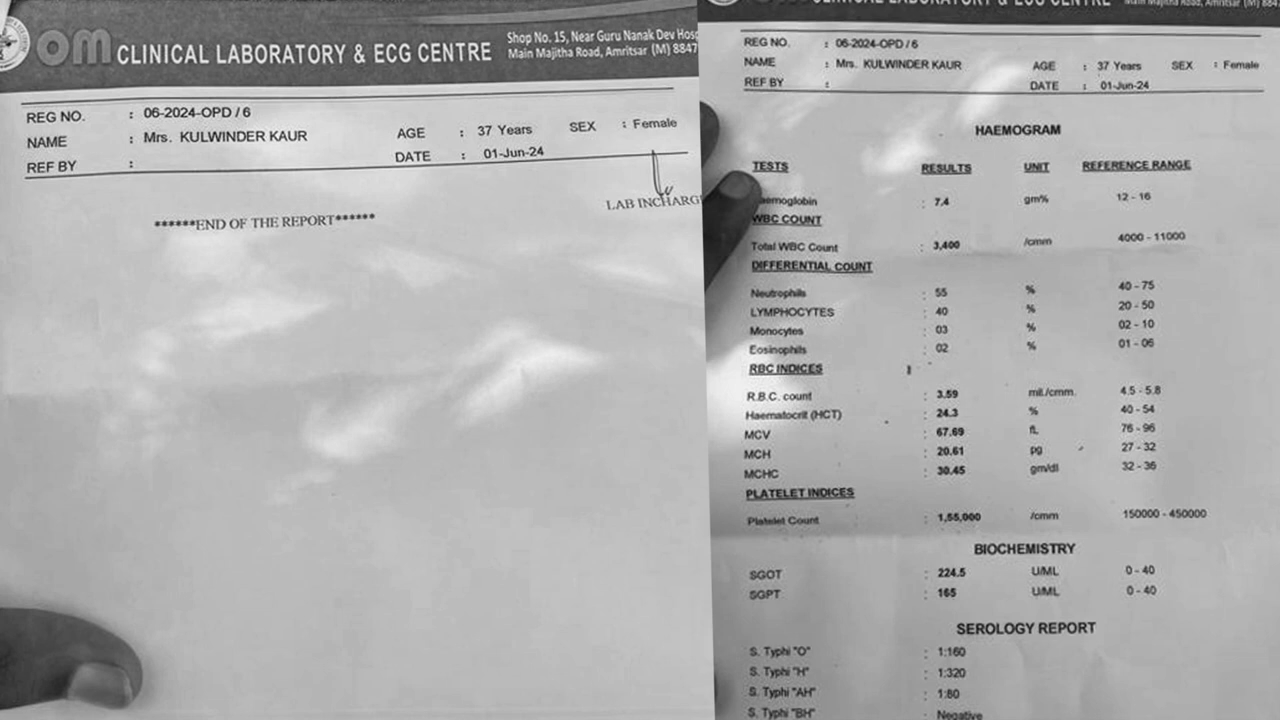 om CLINICAL LABORATORY & ECG CENTRE
Shop No. 15, Near Guru Nanak Dev
Main Majitha Road, Amritsar (M) 8847
REG NO. : 06-2024-OPD / 6
NAME : Mrs. KULWINDER KAUR AGE : 37 Years SEX : Female
REF BY : DATE : 01-Jun-24
LAB INCHARG
******END OF THE REPORT******
CLINICAL LABORATORY & ECG CENTRE
Main Majitha Road, Amritsar (M) 884
REG NO. : 06-2024-OPD / 6
NAME : Mrs. KULWINDER KAUR AGE : 37 Years SEX : Female
REF BY : DATE : 01-Jun-24
HAEMOGRAM
TESTS RESULTS UNIT REFERENCE RANGE
aemoglobin : 7.4 gm% 12 - 16
WBC COUNT
Total WBC Count : 3,400 /cmm 4000 - 11000
DIFFERENTIAL COUNT
Neutrophils : 55 % 40 - 75
LYMPHOCYTES : 40 % 20 - 50
Monocytes : 03 % 02 - 10
Eosinophils : 02 % 01 - 06
RBC INDICES
R.B.C. count : 3.59 mil./cmm. 4.5 - 5.8
Haematocrit (HCT) : 24.3 % 40 - 54
MCV : 67.69 fL 76 - 96
MCH : 20.61 pg 27 - 32
MCHC : 30.45 gm/dl 32 - 36
PLATELET INDICES
Platelet Count : 1,55,000 /cmm 150000 - 450000
BIOCHEMISTRY
SGOT : 224.5 U/ML 0 - 40
SGPT : 165 U/ML 0 - 40
SEROLOGY REPORT
S. Typhi "O" : 1:160
S. Typhi "H" : 1:320
S. Typhi "AH" : 1:80
S. Typhi "BH" : Negative